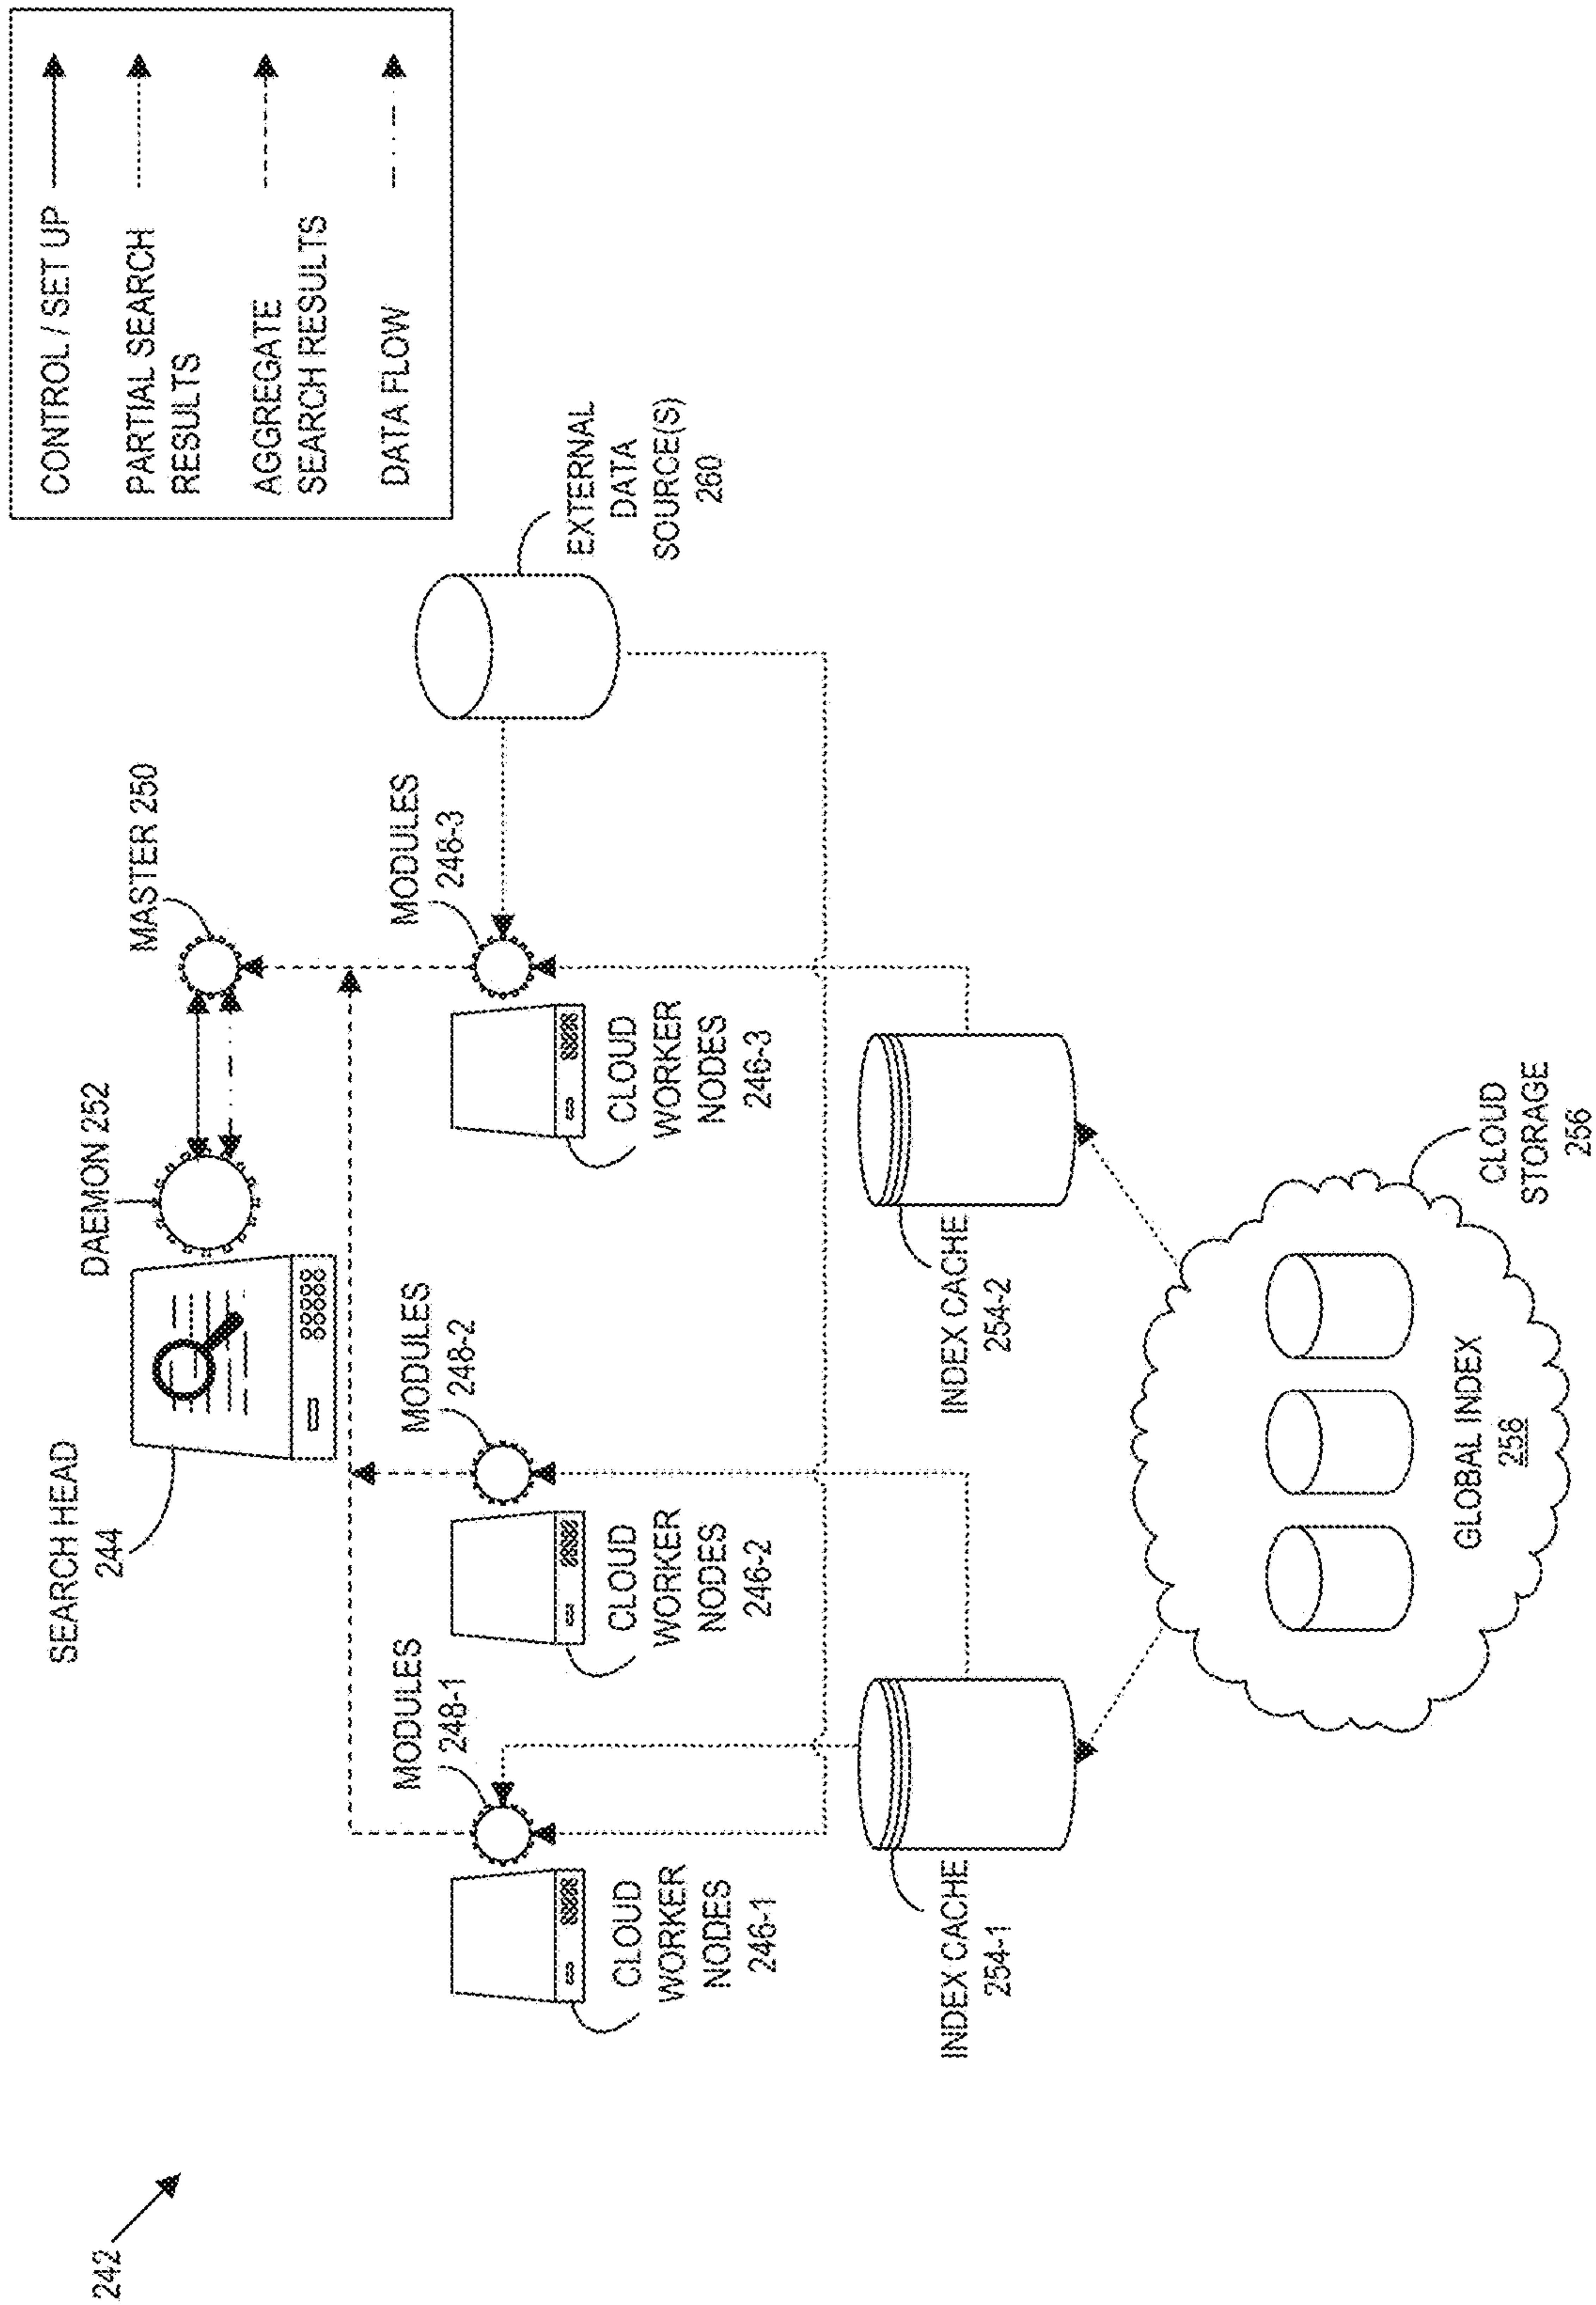 242
SEARCH HEAD
244
DAEMON 252
MASTER 250
CONTROL / SET UP
PARTIAL SEARCH
RESULTS
AGGREGATE
SEARCH RESULTS
DATA FLOW
MODULES
248-1
MODULES
248-2
MODULES
248-3
EXTERNAL
DATA
SOURCE(S)
260
CLOUD
WORKER
NODES
246-1
CLOUD
WORKER
NODES
246-2
CLOUD
WORKER
NODES
246-3
INDEX CACHE
254-1
INDEX CACHE
254-2
GLOBAL INDEX
258
CLOUD
STORAGE
256